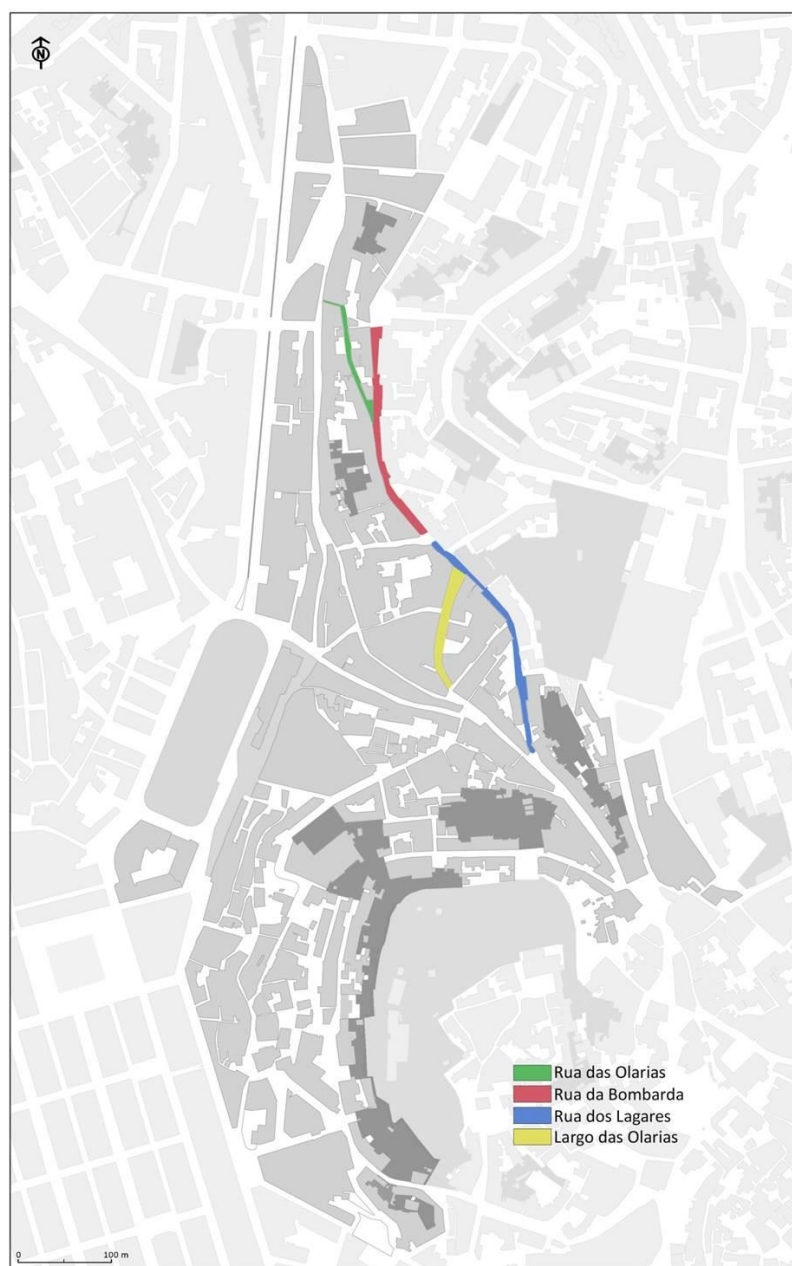 N
Rua das Olarias
Rua da Bombarda
Rua dos Lagares
Largo das Olarias
0 100 m